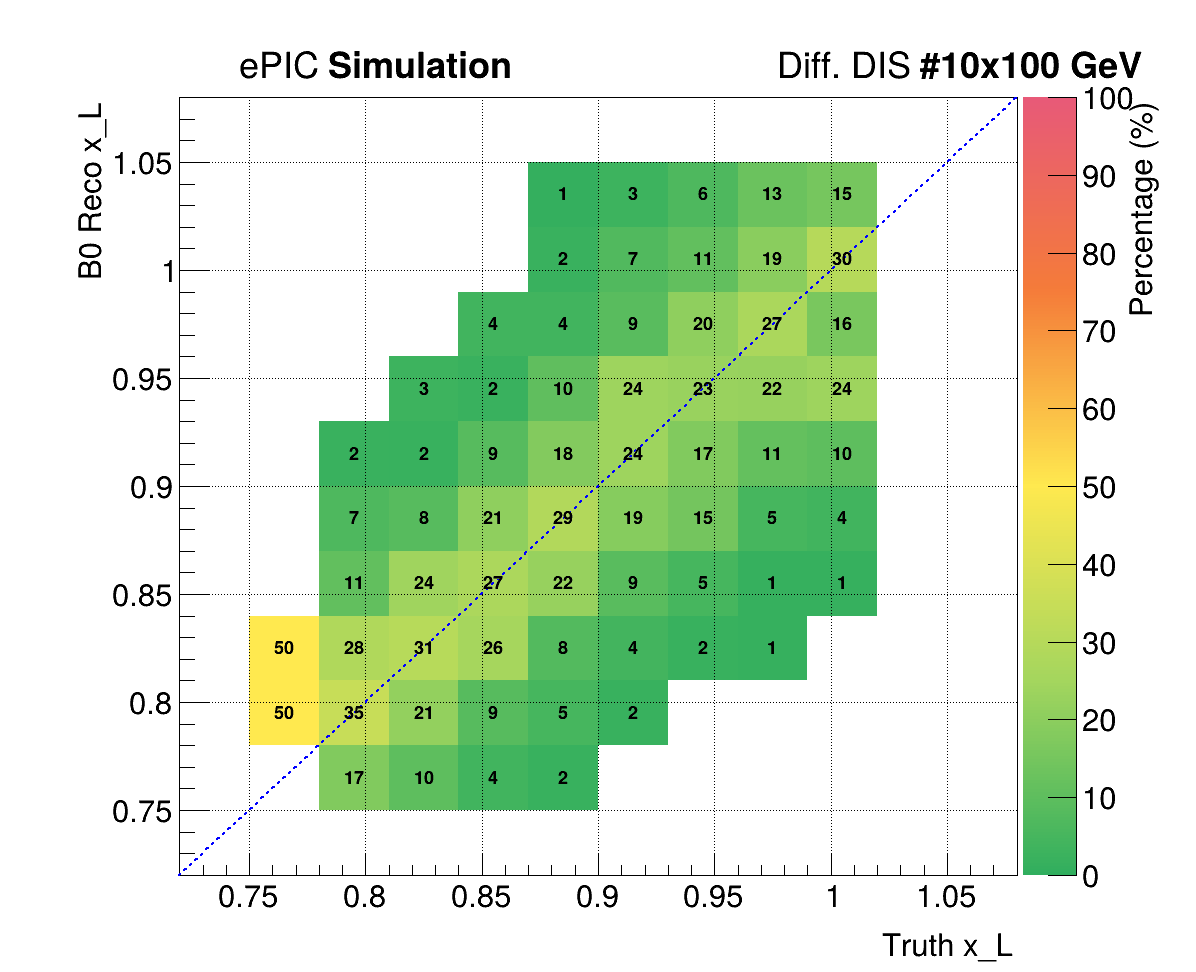 ePIC Simulation
Diff. DIS #10x100 GeV
B0 Reco x_L
Percentage (%)
100
90
80
70
60
50
40
30
20
10
0
1.05
1
0.95
0.9
0.85
0.8
0.75
1 3 6 13 15
2 7 11 19 30
4 4 9 20 27 16
3 2 10 24 23 22 24
2 2 9 18 24 17 11 10
7 8 21 29 19 15 5 4
11 24 27 22 9 5 1 1
50 28 31 26 8 4 2 1
50 35 21 9 5 2
17 10 4 2
0.75 0.8 0.85 0.9 0.95 1 1.05
Truth x_L